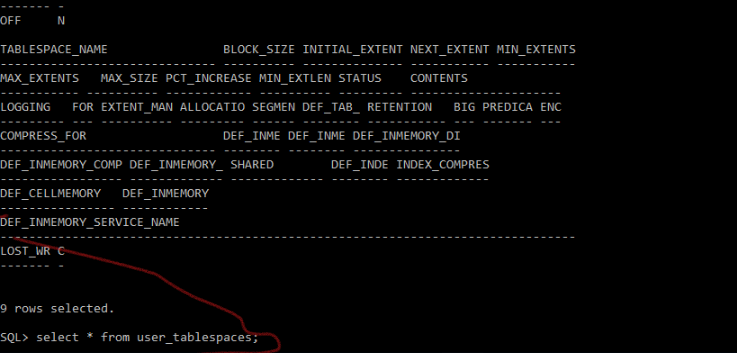 ------- -
OFF     N

TABLESPACE_NAME                BLOCK_SIZE INITIAL_EXTENT NEXT_EXTENT MIN_EXTENTS
------------------------------ ---------- -------------- ----------- -----------
MAX_EXTENTS   MAX_SIZE PCT_INCREASE MIN_EXTLEN STATUS    CONTENTS
----------- ---------- ------------ ---------- --------- ---------------------
LOGGING   FOR EXTENT_MAN ALLOCATIO SEGMEN DEF_TAB_ RETENTION   BIG PREDICA ENC
--------- --- ---------- --------- ------ -------- ----------- --- ------- ---
COMPRESS_FOR                   DEF_INME DEF_INME DEF_INMEMORY_DI
------------------------------ -------- -------- ---------------
DEF_INMEMORY_COMP DEF_INMEMORY_ SHARED        DEF_INDE INDEX_COMPRES
----------------- ------------- ------------- -------- -------------
DEF_CELLMEMORY   DEF_INMEMORY
---------------- ------------
DEF_INMEMORY_SERVICE_NAME
--------------------------------------------------------------------------------
LOST_WR C
------- -

9 rows selected.

SQL> select * from user_tablespaces;